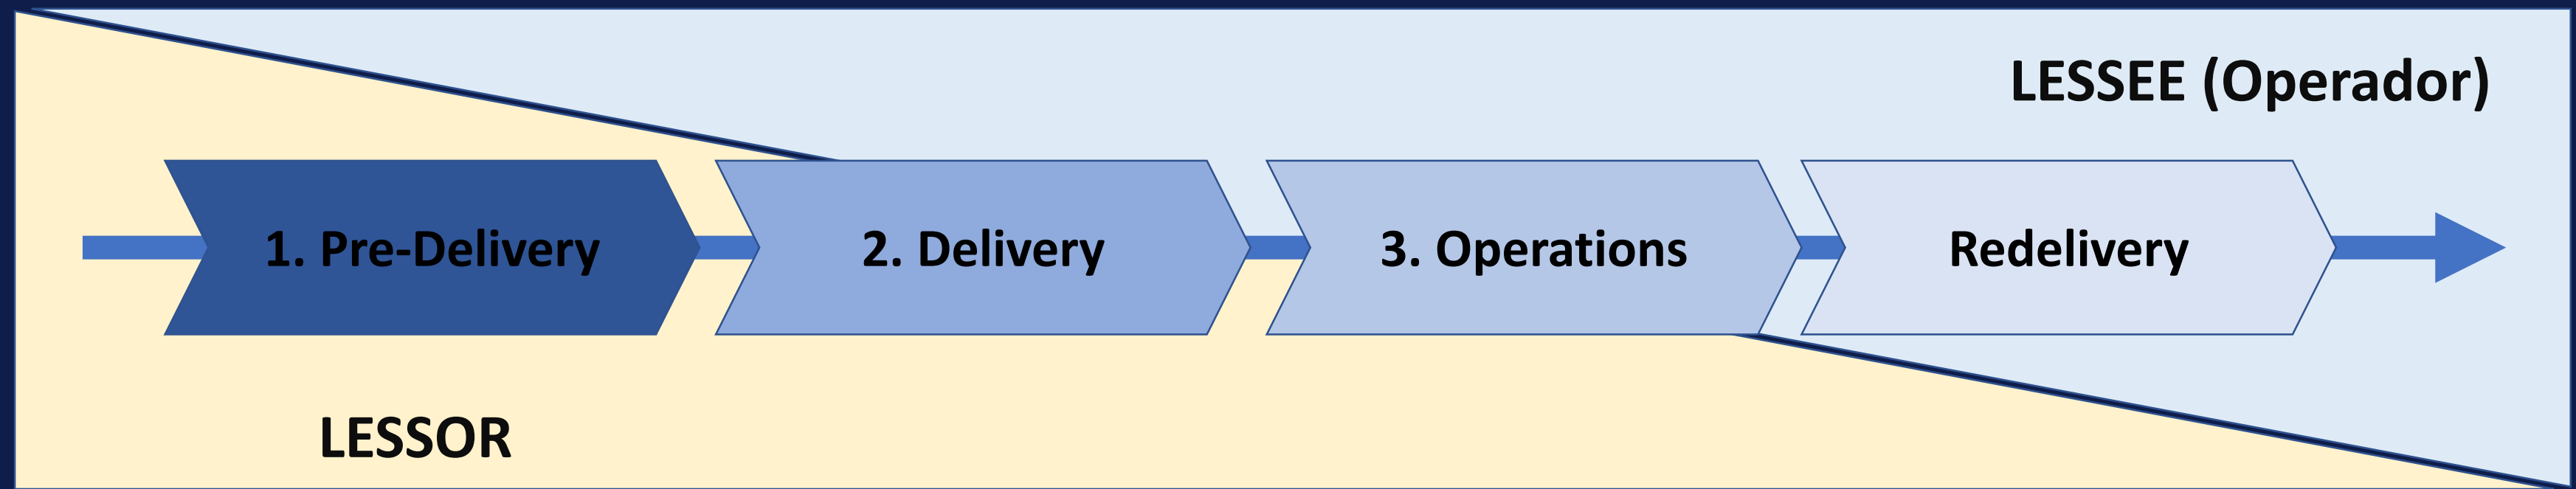 LESSEE (Operador)
1. Pre-Delivery
2. Delivery
3. Operations
Redelivery
LESSOR